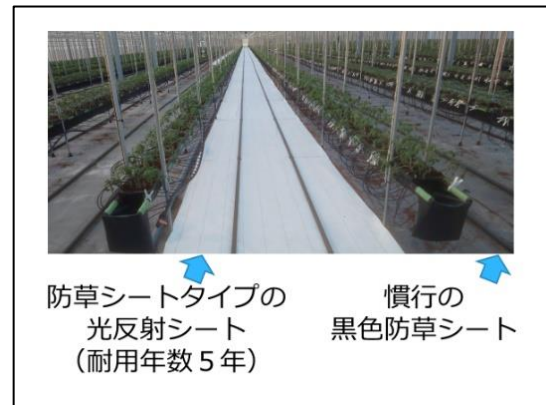 防草シートタイプの
光反射シート
（耐用年数５年）
慣行の
黒色防草シート